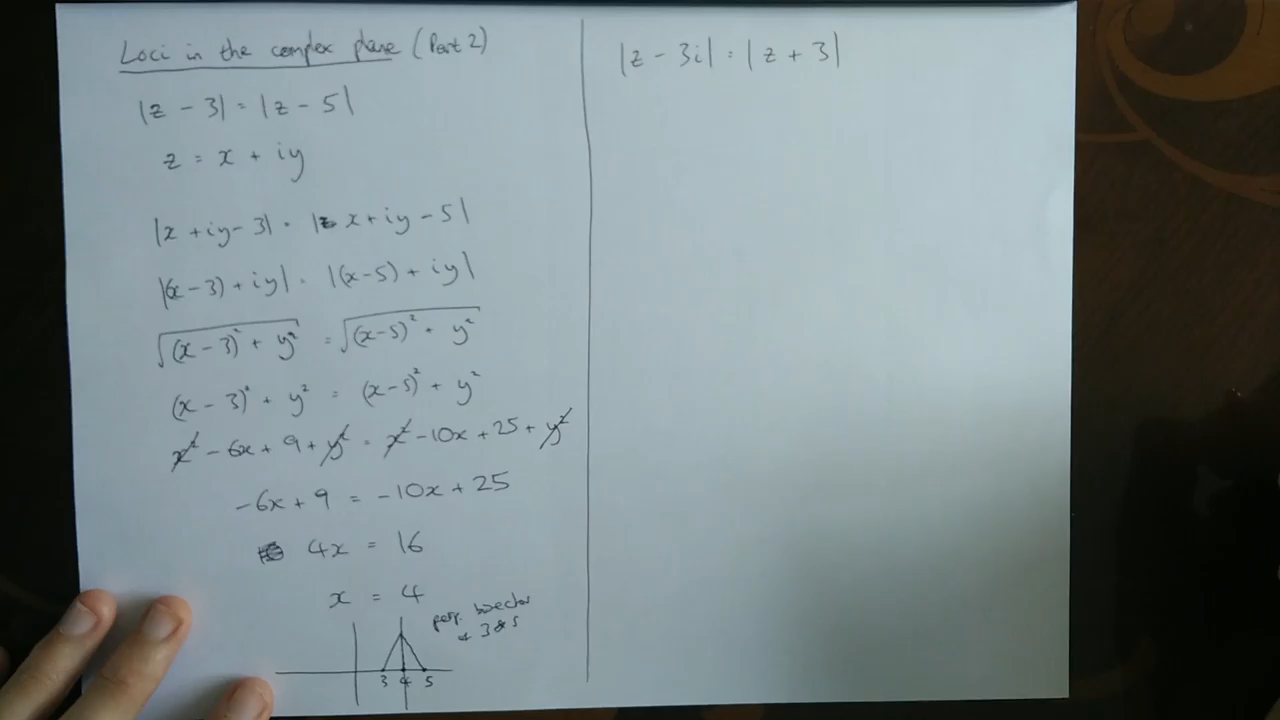 Loci in the complex plane (Part 2)
|z - 3| = |z - 5|
z = x + iy
|x + iy - 3| = |x + iy - 5|
|(x - 3) + iy| = |(x - 5) + iy|
√((x - 3)² + y²) = √((x - 5)² + y²)
(x - 3)² + y² = (x - 5)² + y²
x² - 6x + 9 + y² = x² - 10x + 25 + y²
-6x + 9 = -10x + 25
4x = 16
x = 4
perp. bisector
of 3 & 5
3 4 5
|z - 3i| = |z + 3|